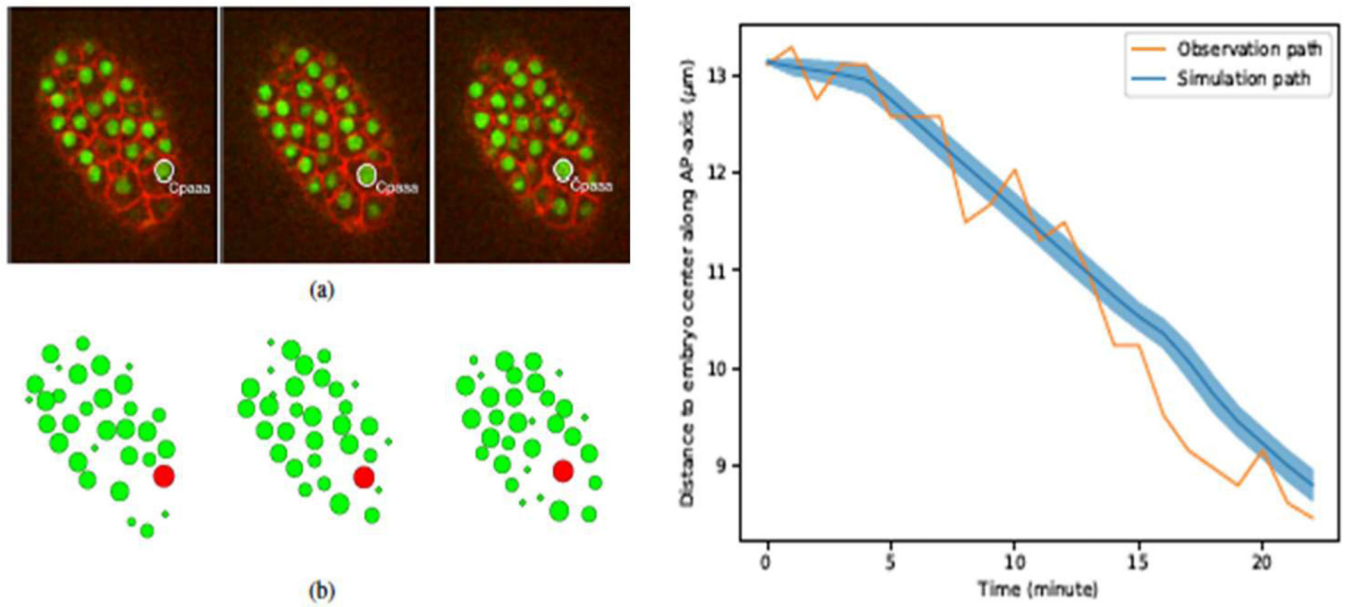 Cpaaa
Cpaaa
Cpaaa
(a)
(b)
Observation path
Simulation path
Distance to embryo center along AP-axis (μm)
13
12
11
10
9
0
5
10
15
20
Time (minute)